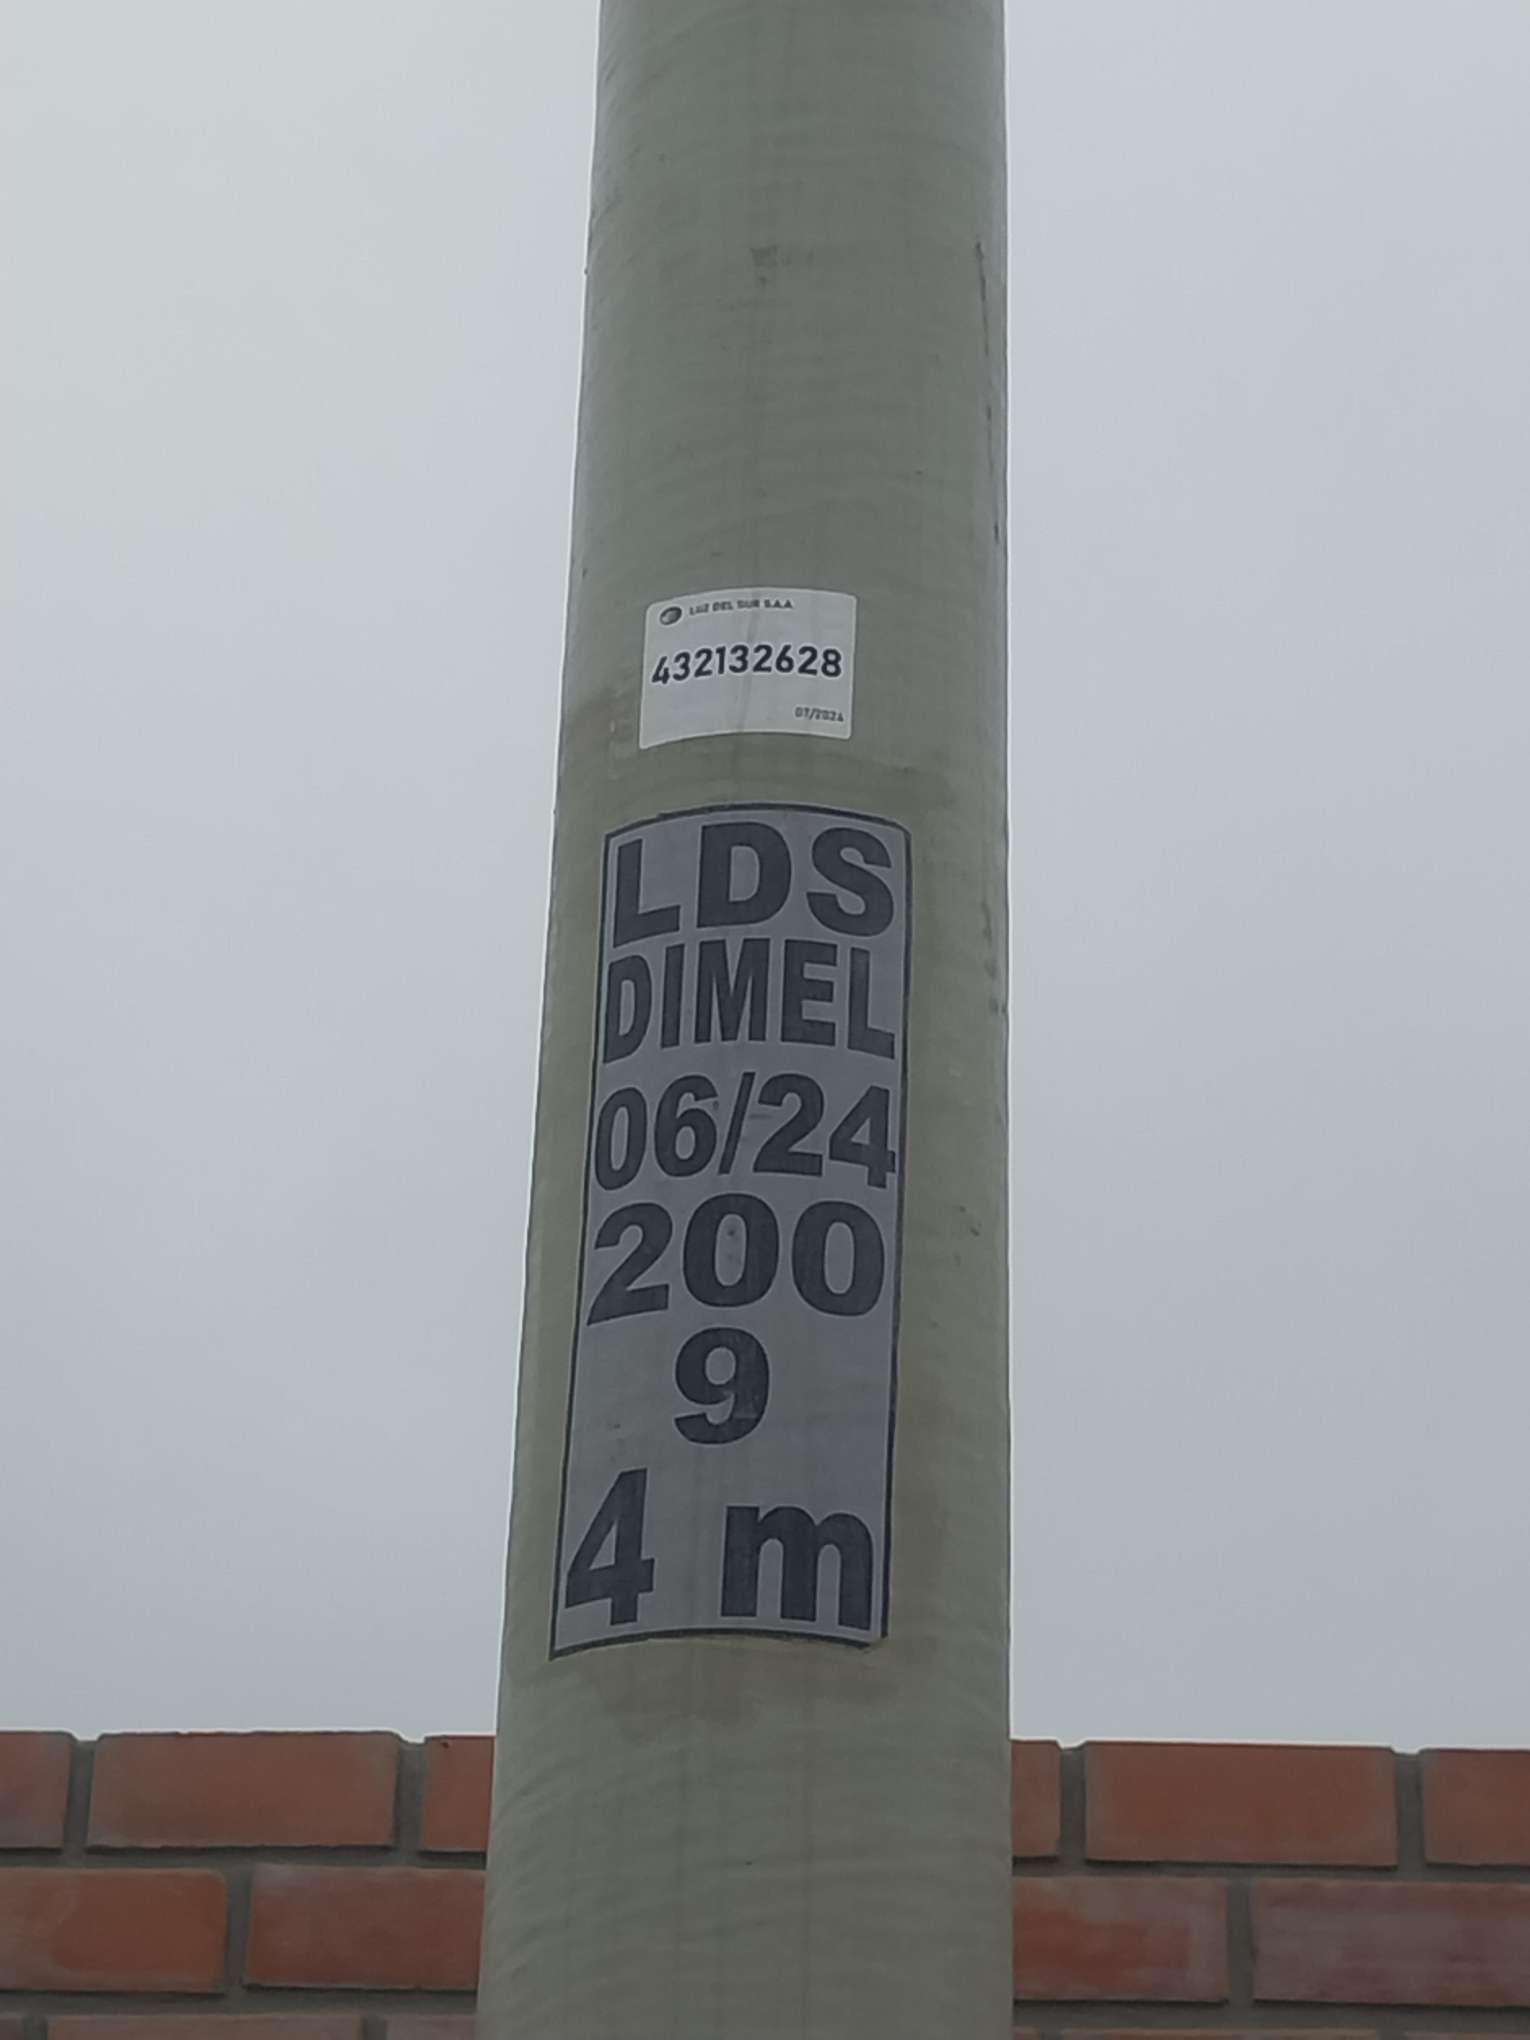 LUZ DEL SUR S.A.A.
432132628
07/2024
LDS
DIMEL
06/24
200
9
4 m